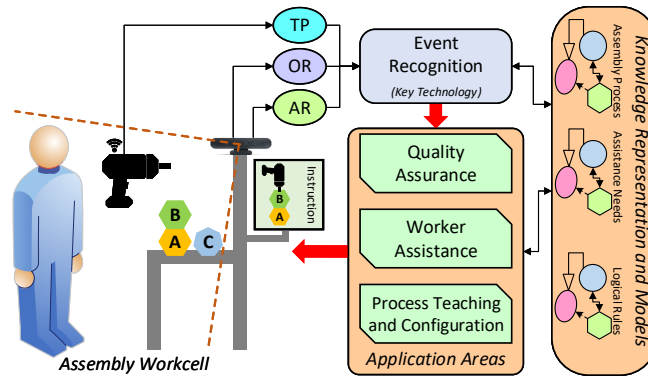 TP
OR
AR
Event
Recognition
(Key Technology)
Quality
Assurance
Worker
Assistance
Process Teaching
and Configuration
Application Areas
Knowledge Representation and Models
Assembly Process
Assistance Needs
Logical Rules
Instruction
B
A
B
A
C
Assembly Workcell